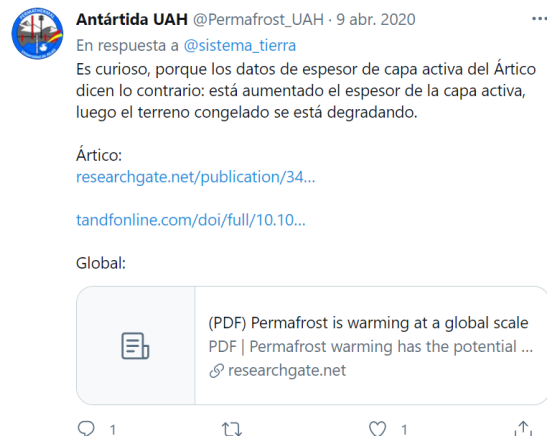 Antártida UAH @Permafrost_UAH · 9 abr. 2020
En respuesta a @sistema_tierra
Es curioso, porque los datos de espesor de capa activa del Ártico
dicen lo contrario: está aumentado el espesor de la capa activa,
luego el terreno congelado se está degradando.
Ártico:
researchgate.net/publication/34...
tandfonline.com/doi/full/10.10...
Global:
(PDF) Permafrost is warming at a global scale
PDF | Permafrost warming has the potential ...
researchgate.net
1 1